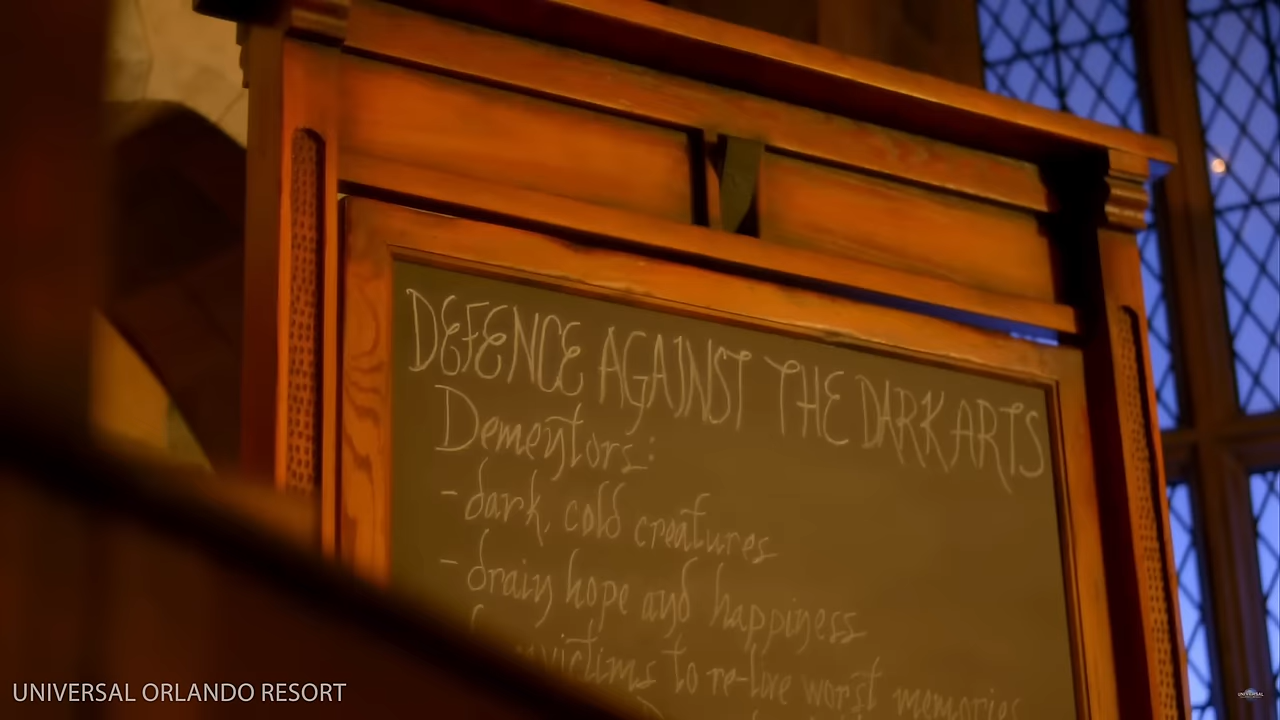 DEFENCE AGAINST THE DARK ARTS
Dementors:
- dark, cold creatures
- drain hope and happiness
victims to re-live worst memories
UNIVERSAL ORLANDO RESORT
UNIVERSAL